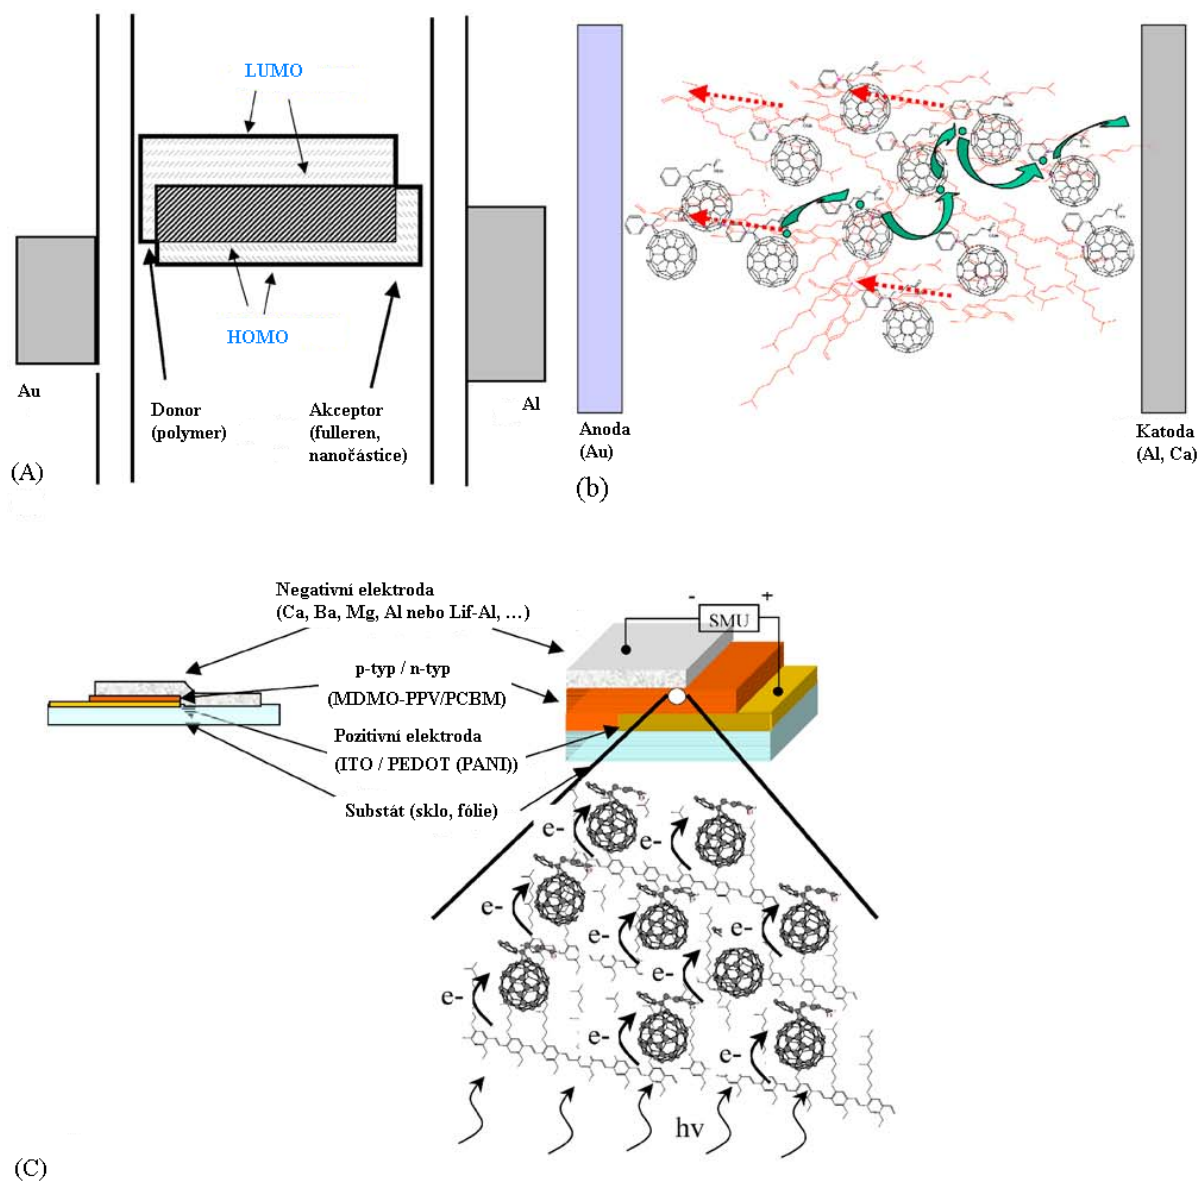 LUMO
HOMO
Au
Al
Donor
(polymer)
Akceptor
(fulleren,
nanočástice)
(A)
Anoda
(Au)
Katoda
(Al, Ca)
(b)
Negativní elektroda
(Ca, Ba, Mg, Al nebo Lif-Al, ...)
p-typ / n-typ
(MDMO-PPV/PCBM)
Pozitivní elektroda
(ITO / PEDOT (PANI))
Substát (sklo, fólie)
- +
SMU
e-
e-
e-
e-
e-
e-
e-
e-
e-
hν
(C)